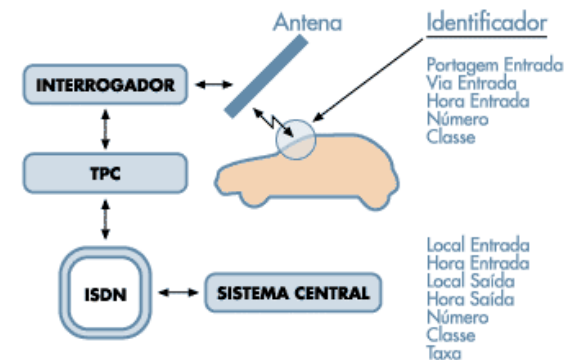 Antena
Identificador
Portagem Entrada
Via Entrada
Hora Entrada
Número
Classe
INTERROGADOR
TPC
ISDN
SISTEMA CENTRAL
Local Entrada
Hora Entrada
Local Saída
Hora Saída
Número
Classe
Taxa